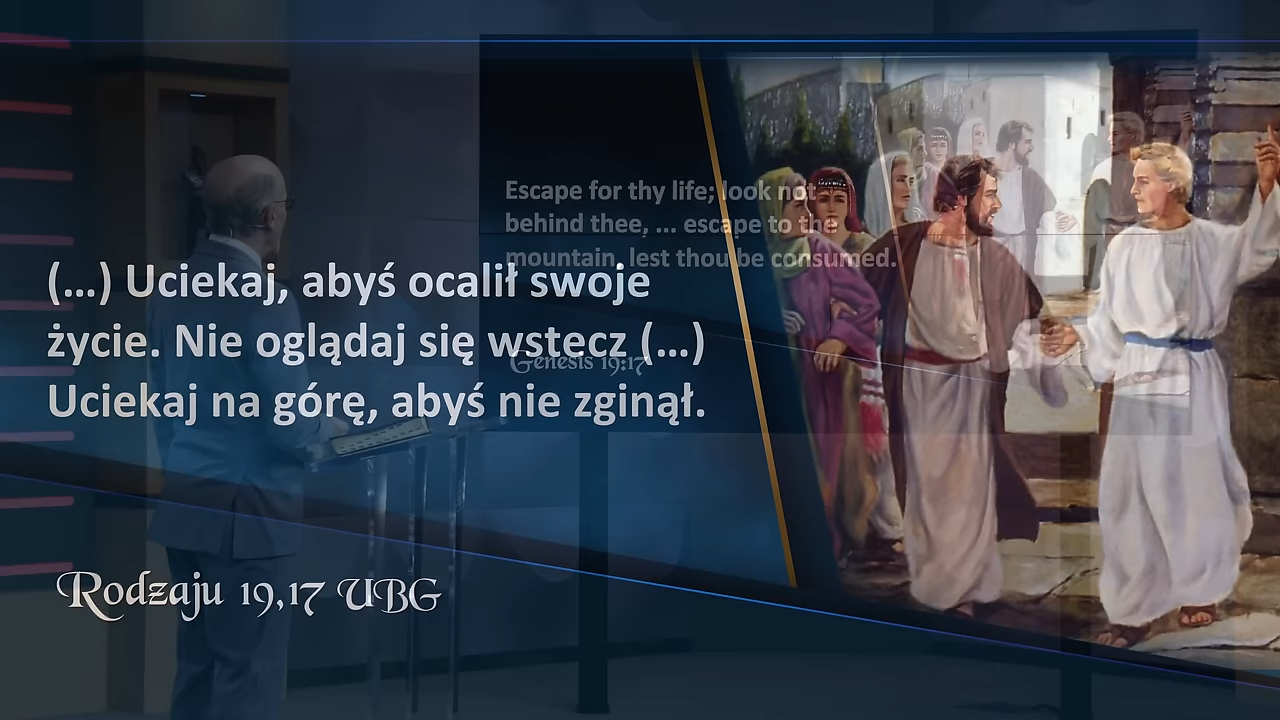 Escape for thy life; look not
behind thee, ... escape to the
mountain, lest thou be consumed.
Genesis 19:17
(...) Uciekaj, abyś ocalił swoje
życie. Nie oglądaj się wstecz (...)
Uciekaj na górę, abyś nie zginął.
Rodzaju 19,17 UBG